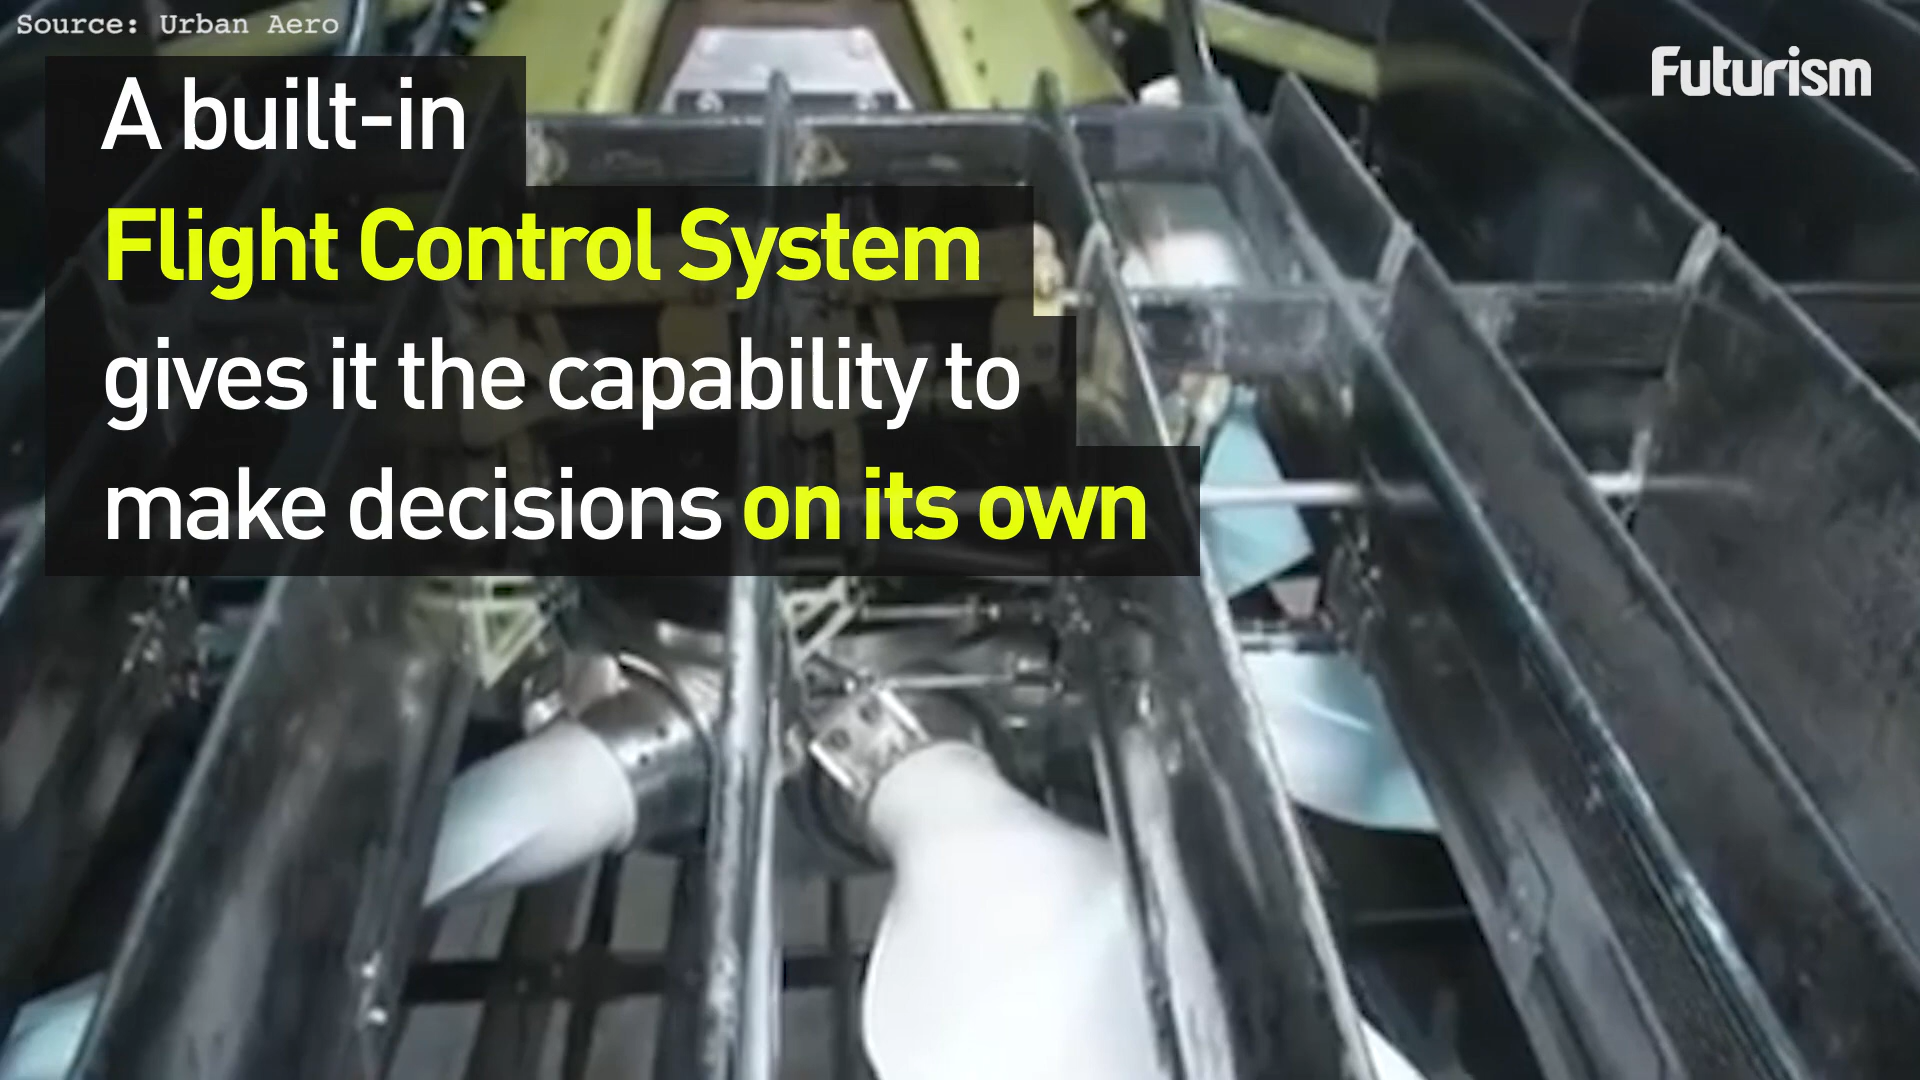 Source: Urban Aero
Futurism
A built-in
Flight Control System
gives it the capability to
make decisions on its own